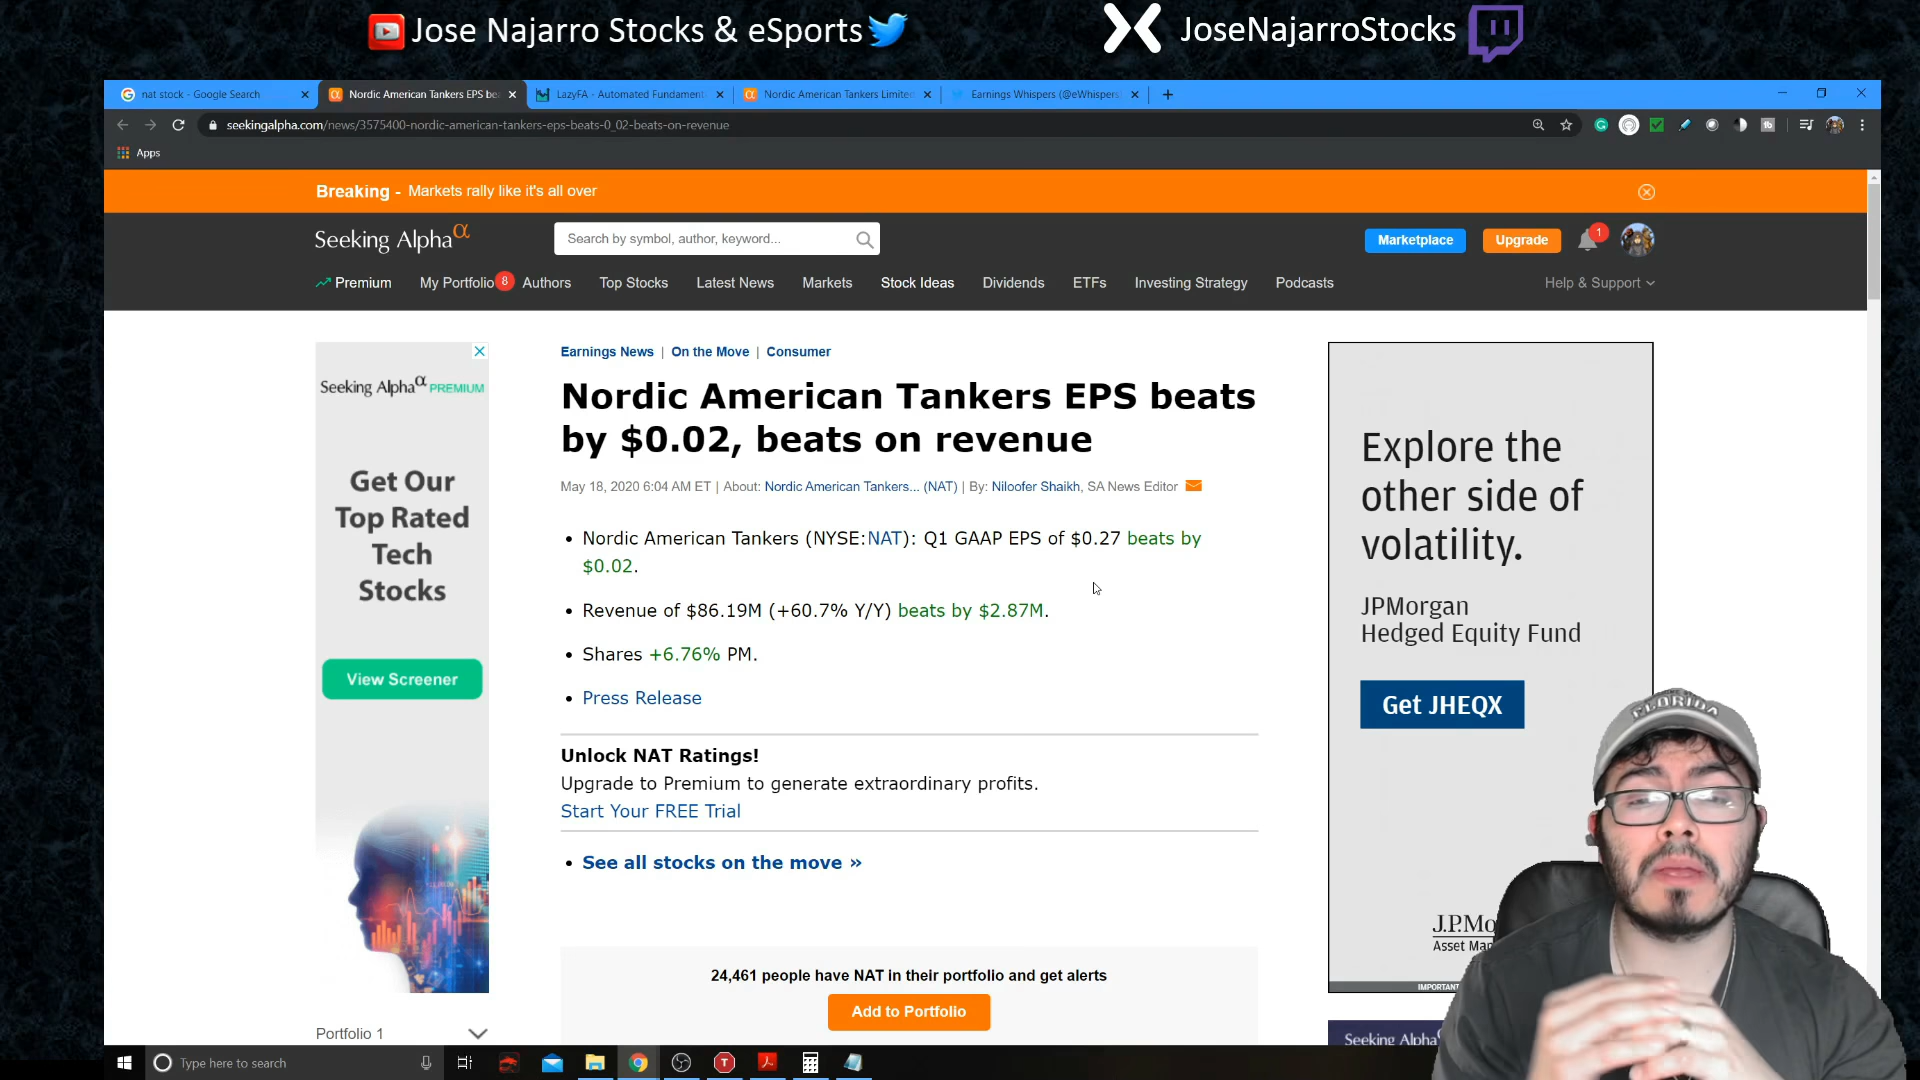 Jose Najarro Stocks & eSports
JoseNajarroStocks
nat stock - Google Search
Nordic American Tankers EPS be
LazyFA - Automated Fundament
Nordic American Tankers Limite
Earnings Whispers (@eWhispers
seekingalpha.com/news/3575400-nordic-american-tankers-eps-beats-0_02-beats-on-revenue
Apps
Breaking - Markets rally like it's all over
Seeking Alpha α
Search by symbol, author, keyword...
Marketplace
Upgrade
1
Premium
My Portfolio 8
Authors
Top Stocks
Latest News
Markets
Stock Ideas
Dividends
ETFs
Investing Strategy
Podcasts
Help & Support
Seeking Alpha α PREMIUM
Get Our
Top Rated
Tech
Stocks
View Screener
Portfolio 1
Earnings News | On the Move | Consumer
Nordic American Tankers EPS beats
by $0.02, beats on revenue
May 18, 2020 6:04 AM ET | About: Nordic American Tankers... (NAT) | By: Niloofer Shaikh, SA News Editor
• Nordic American Tankers (NYSE:NAT): Q1 GAAP EPS of $0.27 beats by
$0.02.
• Revenue of $86.19M (+60.7% Y/Y) beats by $2.87M.
• Shares +6.76% PM.
• Press Release
Unlock NAT Ratings!
Upgrade to Premium to generate extraordinary profits.
Start Your FREE Trial
• See all stocks on the move »
24,461 people have NAT in their portfolio and get alerts
Add to Portfolio
Explore the
other side of
volatility.
JPMorgan
Hedged Equity Fund
Get JHEQX
J.P.Mo
Asset Mar
IMPORTANT
Seeking Alpha
FLORIDA
Type here to search